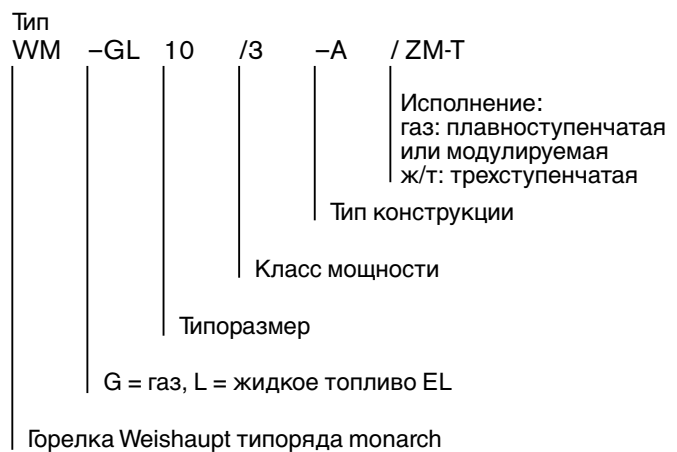 Тип
WM –GL 10 /3 –A / ZM-T
Исполнение:
газ: плавноступенчатая
или модулируемая
ж/т: трехступенчатая
Тип конструкции
Класс мощности
Типоразмер
G = газ, L = жидкое топливо EL
Горелка Weishaupt типоряда monarch